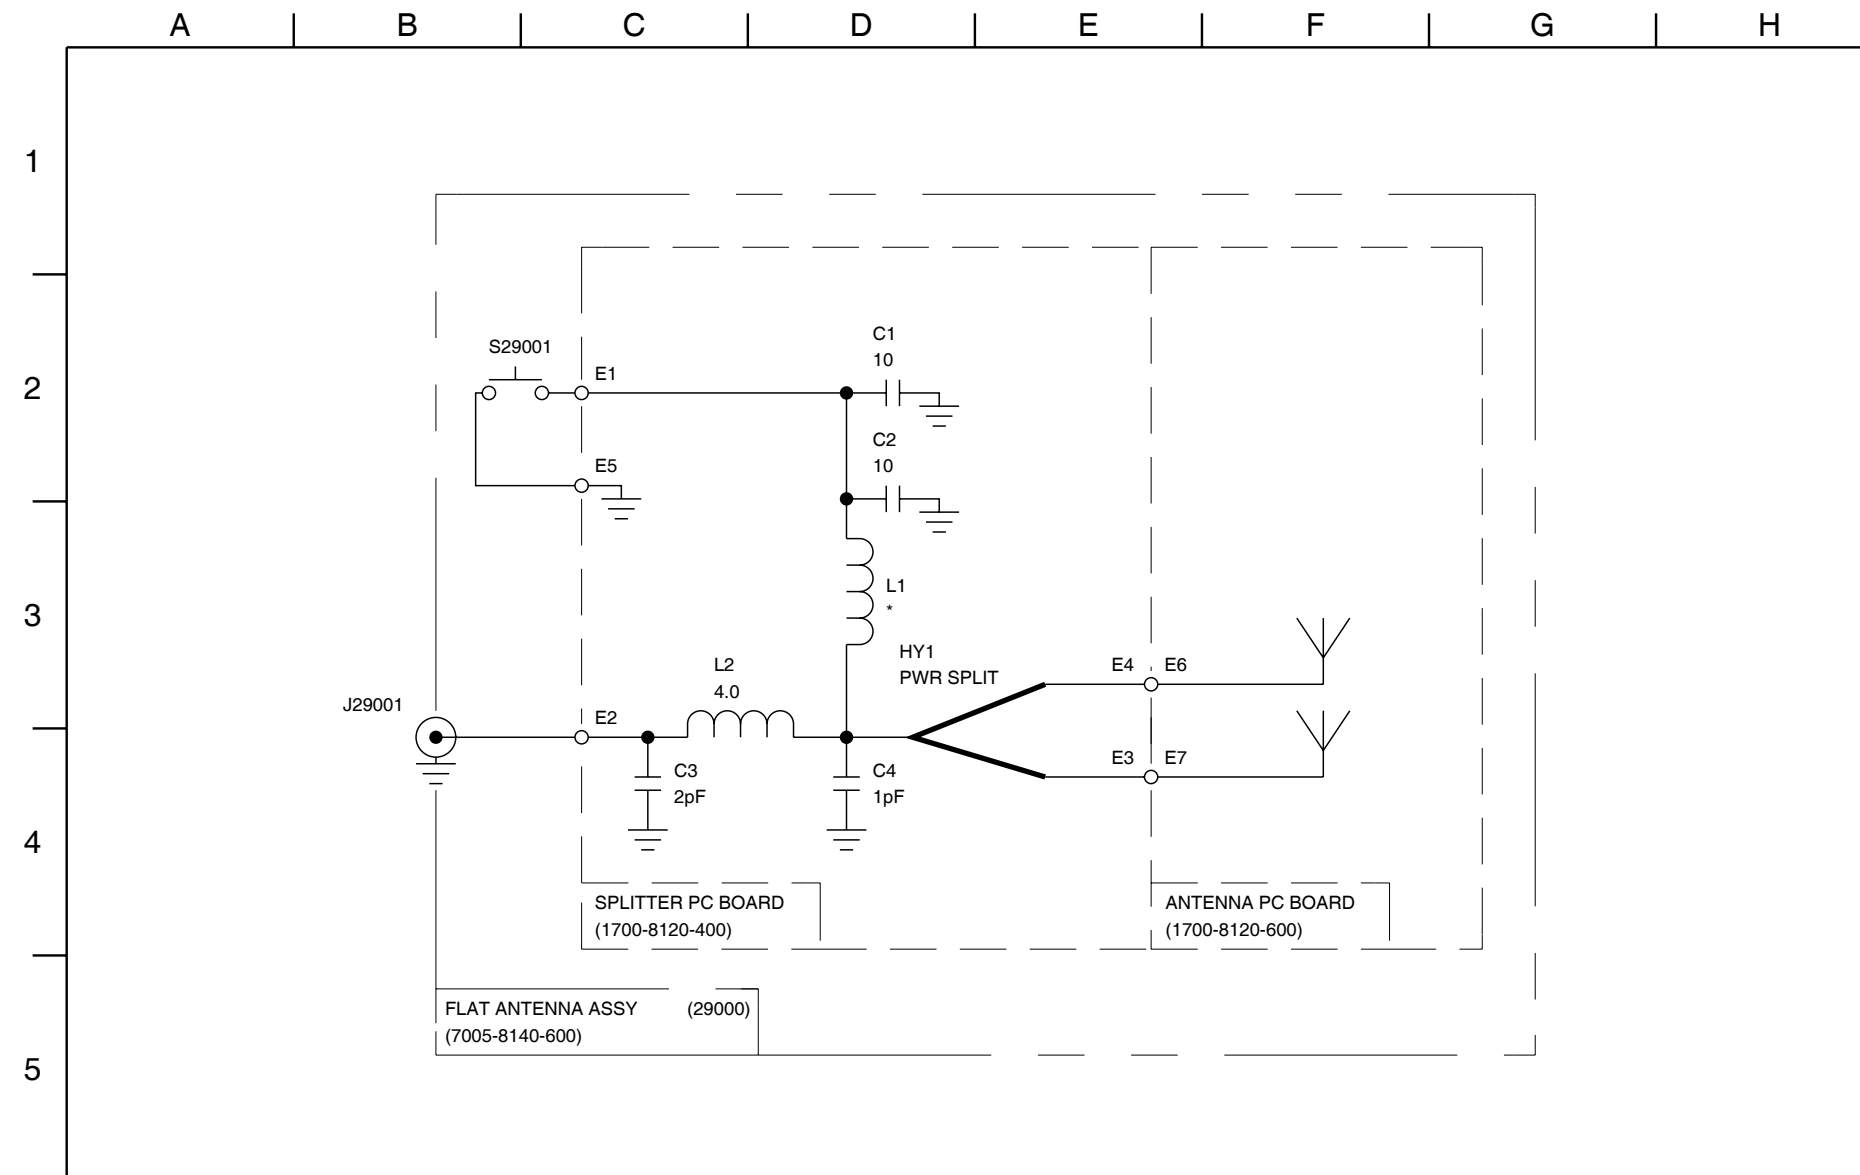 A B C D E F G H
1
2
3
4
5
S29001
E1
C1
10
E5
C2
10
L1
*
HY1
PWR SPLIT
L2
4.0
E4 E6
J29001
E2
E3 E7
C3
2pF
C4
1pF
SPLITTER PC BOARD
(1700-8120-400)
ANTENNA PC BOARD
(1700-8120-600)
FLAT ANTENNA ASSY (29000)
(7005-8140-600)